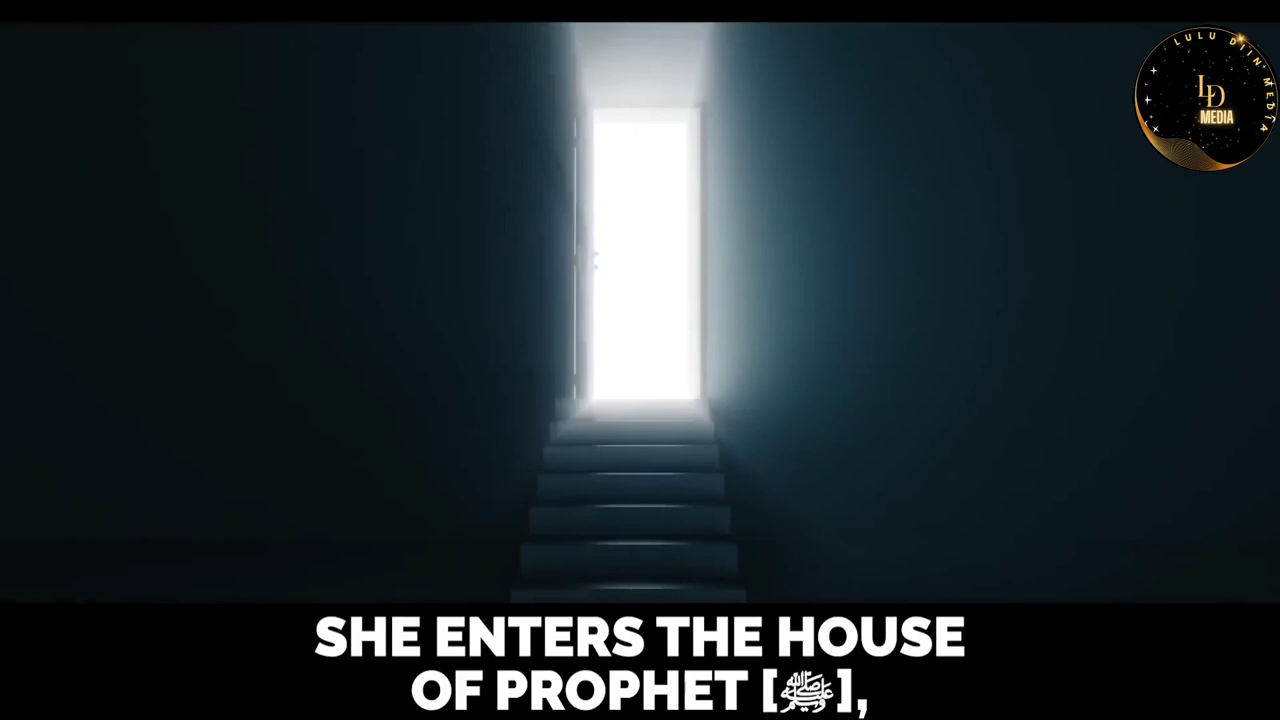 LULU DIIN MEDIA
LD
MEDIA
SHE ENTERS THE HOUSE
OF PROPHET [ﷺ],